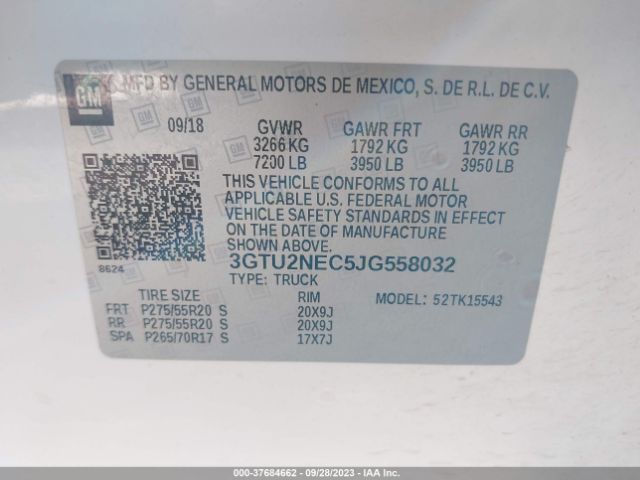 GM
MFD BY GENERAL MOTORS DE MEXICO, S. DE R.L. DE C.V.
09/18 GVWR GAWR FRT GAWR RR
3266 KG 1792 KG 1792 KG
7200 LB 3950 LB 3950 LB
THIS VEHICLE CONFORMS TO ALL
APPLICABLE U.S. FEDERAL MOTOR
VEHICLE SAFETY STANDARDS IN EFFECT
ON THE DATE OF MANUFACTURE
SHOWN ABOVE.
8624
3GTU2NEC5JG558032
TYPE: TRUCK
TIRE SIZE RIM MODEL: 52TK15543
FRT P275/55R20 S 20X9J
RR P275/55R20 S 20X9J
SPA P265/70R17 S 17X7J
000-37684662 - 09/28/2023 - IAA Inc.